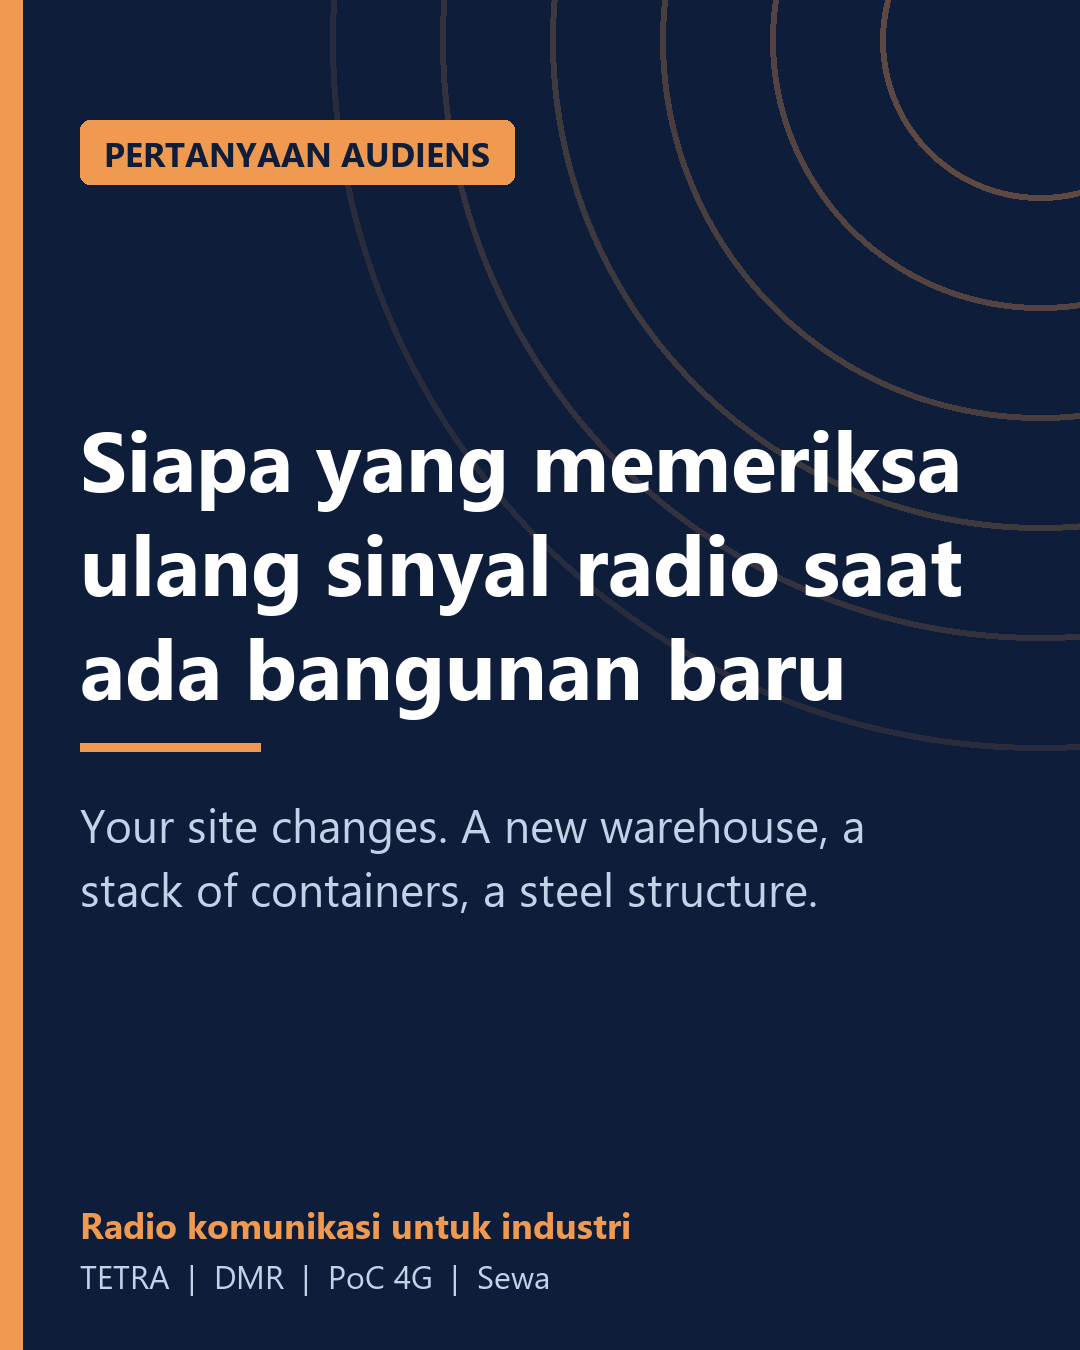 PERTANYAAN AUDIENS
Siapa yang memeriksa
ulang sinyal radio saat
ada bangunan baru
Your site changes. A new warehouse, a
stack of containers, a steel structure.
Radio komunikasi untuk industri
TETRA | DMR | PoC 4G | Sewa